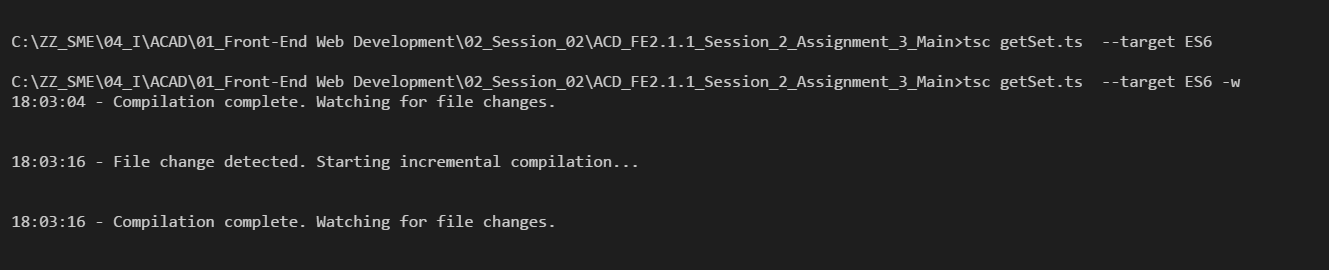 C:\ZZ_SME\04_I\ACAD\01_Front-End Web Development\02_Session_02\ACD_FE2.1.1_Session_2_Assignment_3_Main>tsc getSet.ts  --target ES6
C:\ZZ_SME\04_I\ACAD\01_Front-End Web Development\02_Session_02\ACD_FE2.1.1_Session_2_Assignment_3_Main>tsc getSet.ts  --target ES6 -w
18:03:04 - Compilation complete. Watching for file changes.
18:03:16 - File change detected. Starting incremental compilation...
18:03:16 - Compilation complete. Watching for file changes.